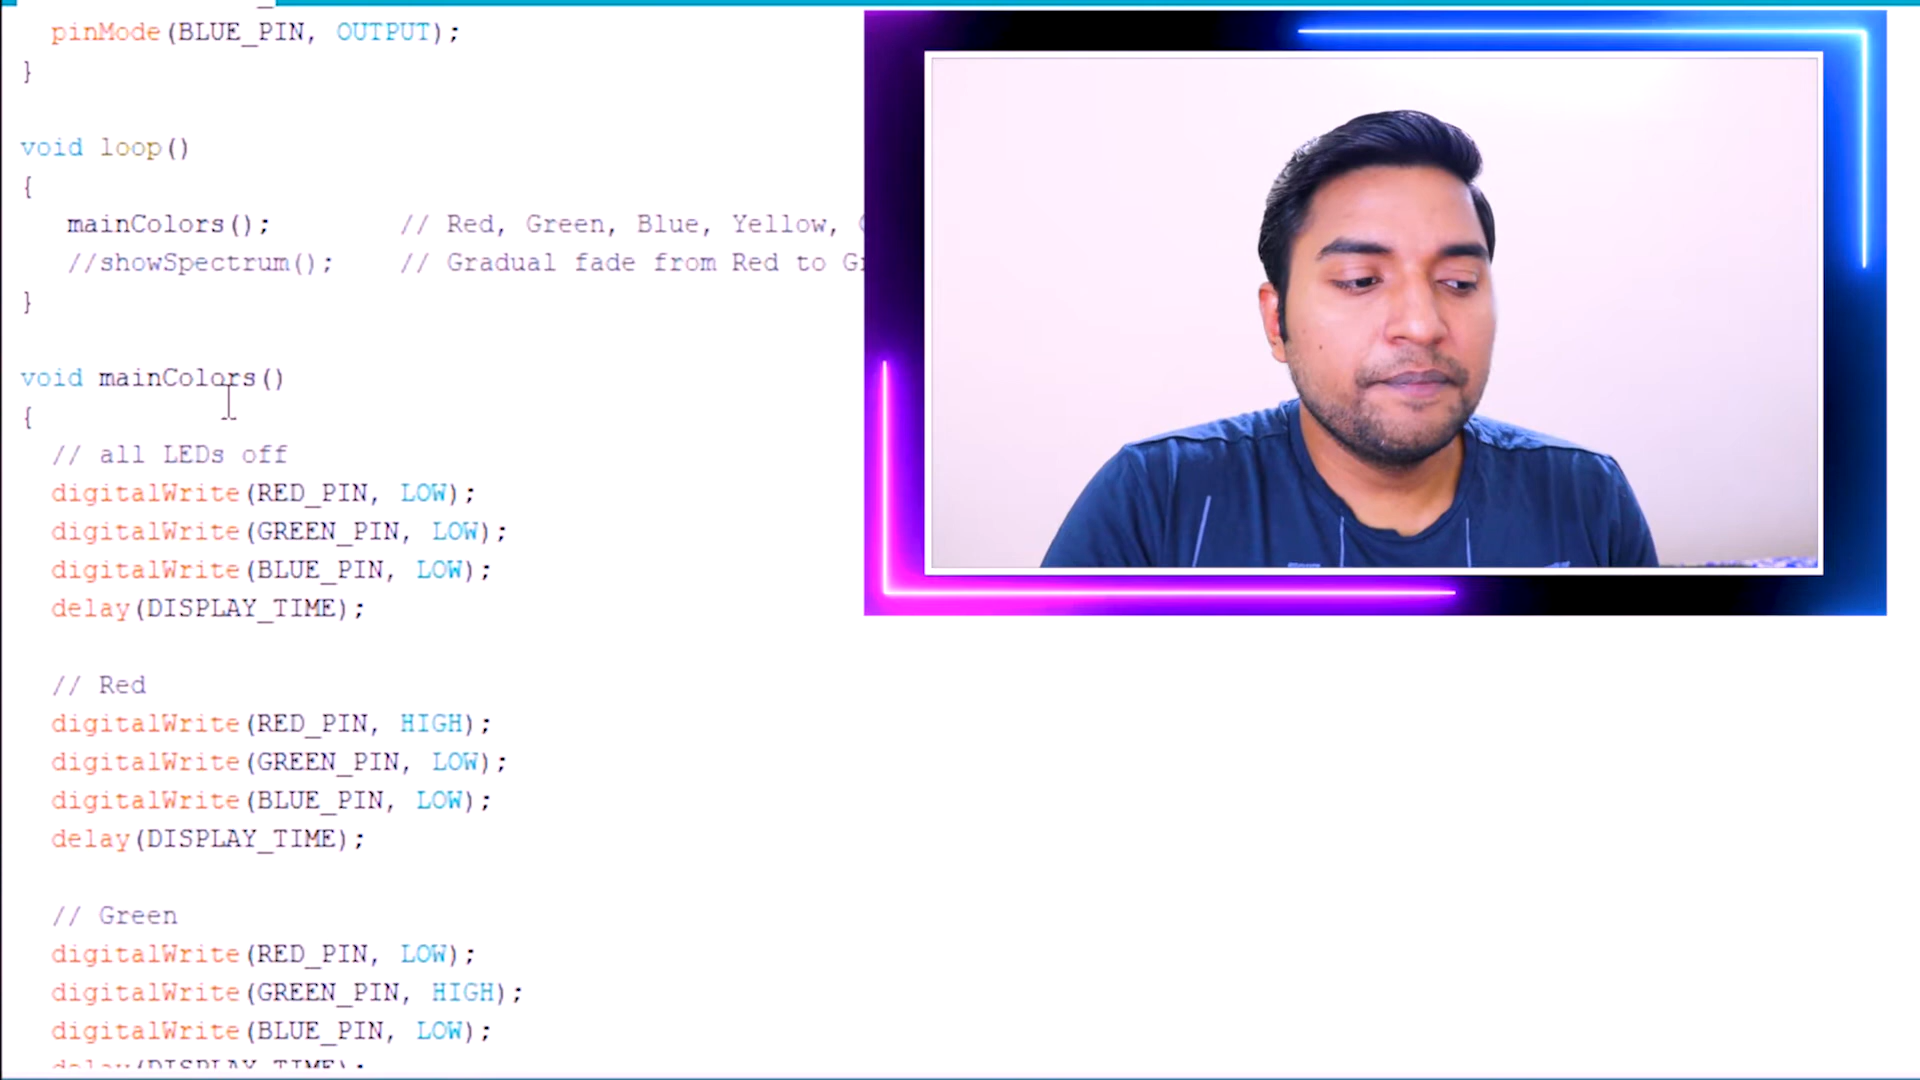 pinMode(BLUE_PIN, OUTPUT);
}
void loop()
{
mainColors(); // Red, Green, Blue, Yellow,
//showSpectrum(); // Gradual fade from Red to
}
void mainColors()
{
// all LEDs off
digitalWrite(RED_PIN, LOW);
digitalWrite(GREEN_PIN, LOW);
digitalWrite(BLUE_PIN, LOW);
delay(DISPLAY_TIME);
// Red
digitalWrite(RED_PIN, HIGH);
digitalWrite(GREEN_PIN, LOW);
digitalWrite(BLUE_PIN, LOW);
delay(DISPLAY_TIME);
// Green
digitalWrite(RED_PIN, LOW);
digitalWrite(GREEN_PIN, HIGH);
digitalWrite(BLUE_PIN, LOW);
delay(DISPLAY_TIME);